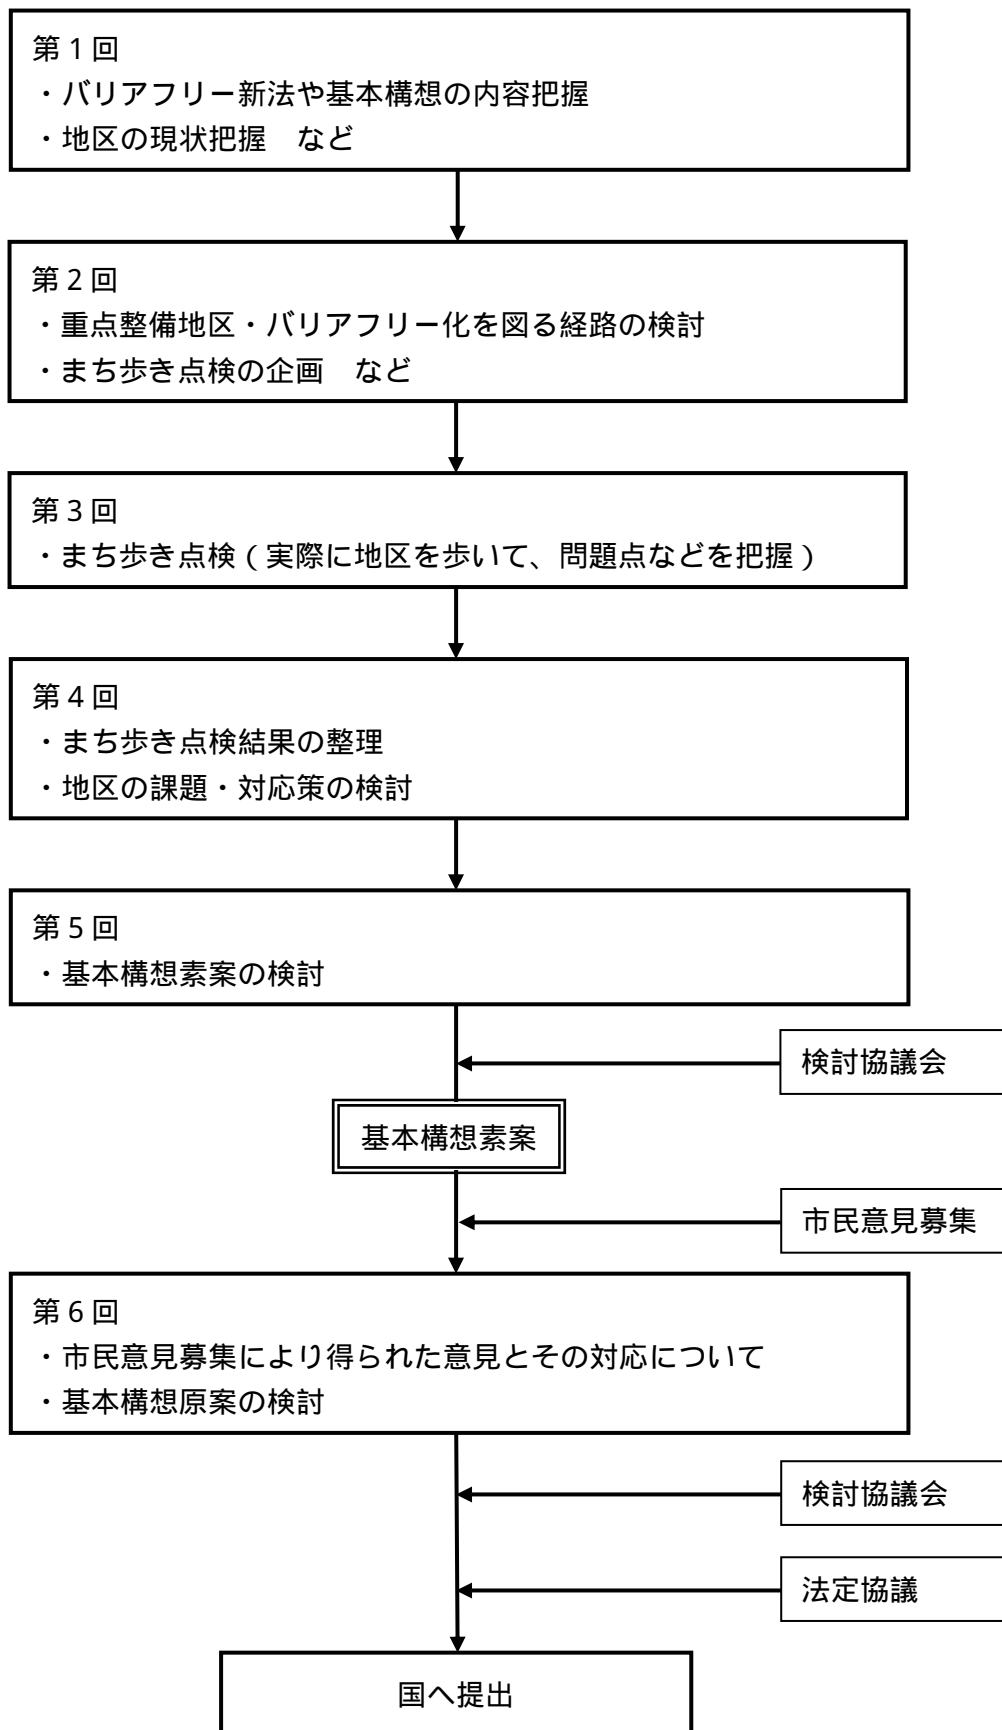 第1回
・バリアフリー新法や基本構想の内容把握
・地区の現状把握　など
第2回
・重点整備地区・バリアフリー化を図る経路の検討
・まち歩き点検の企画　など
第3回
・まち歩き点検（実際に地区を歩いて、問題点などを把握）
第4回
・まち歩き点検結果の整理
・地区の課題・対応策の検討
第5回
・基本構想素案の検討
検討協議会
基本構想素案
市民意見募集
第6回
・市民意見募集により得られた意見とその対応について
・基本構想原案の検討
検討協議会
法定協議
国へ提出